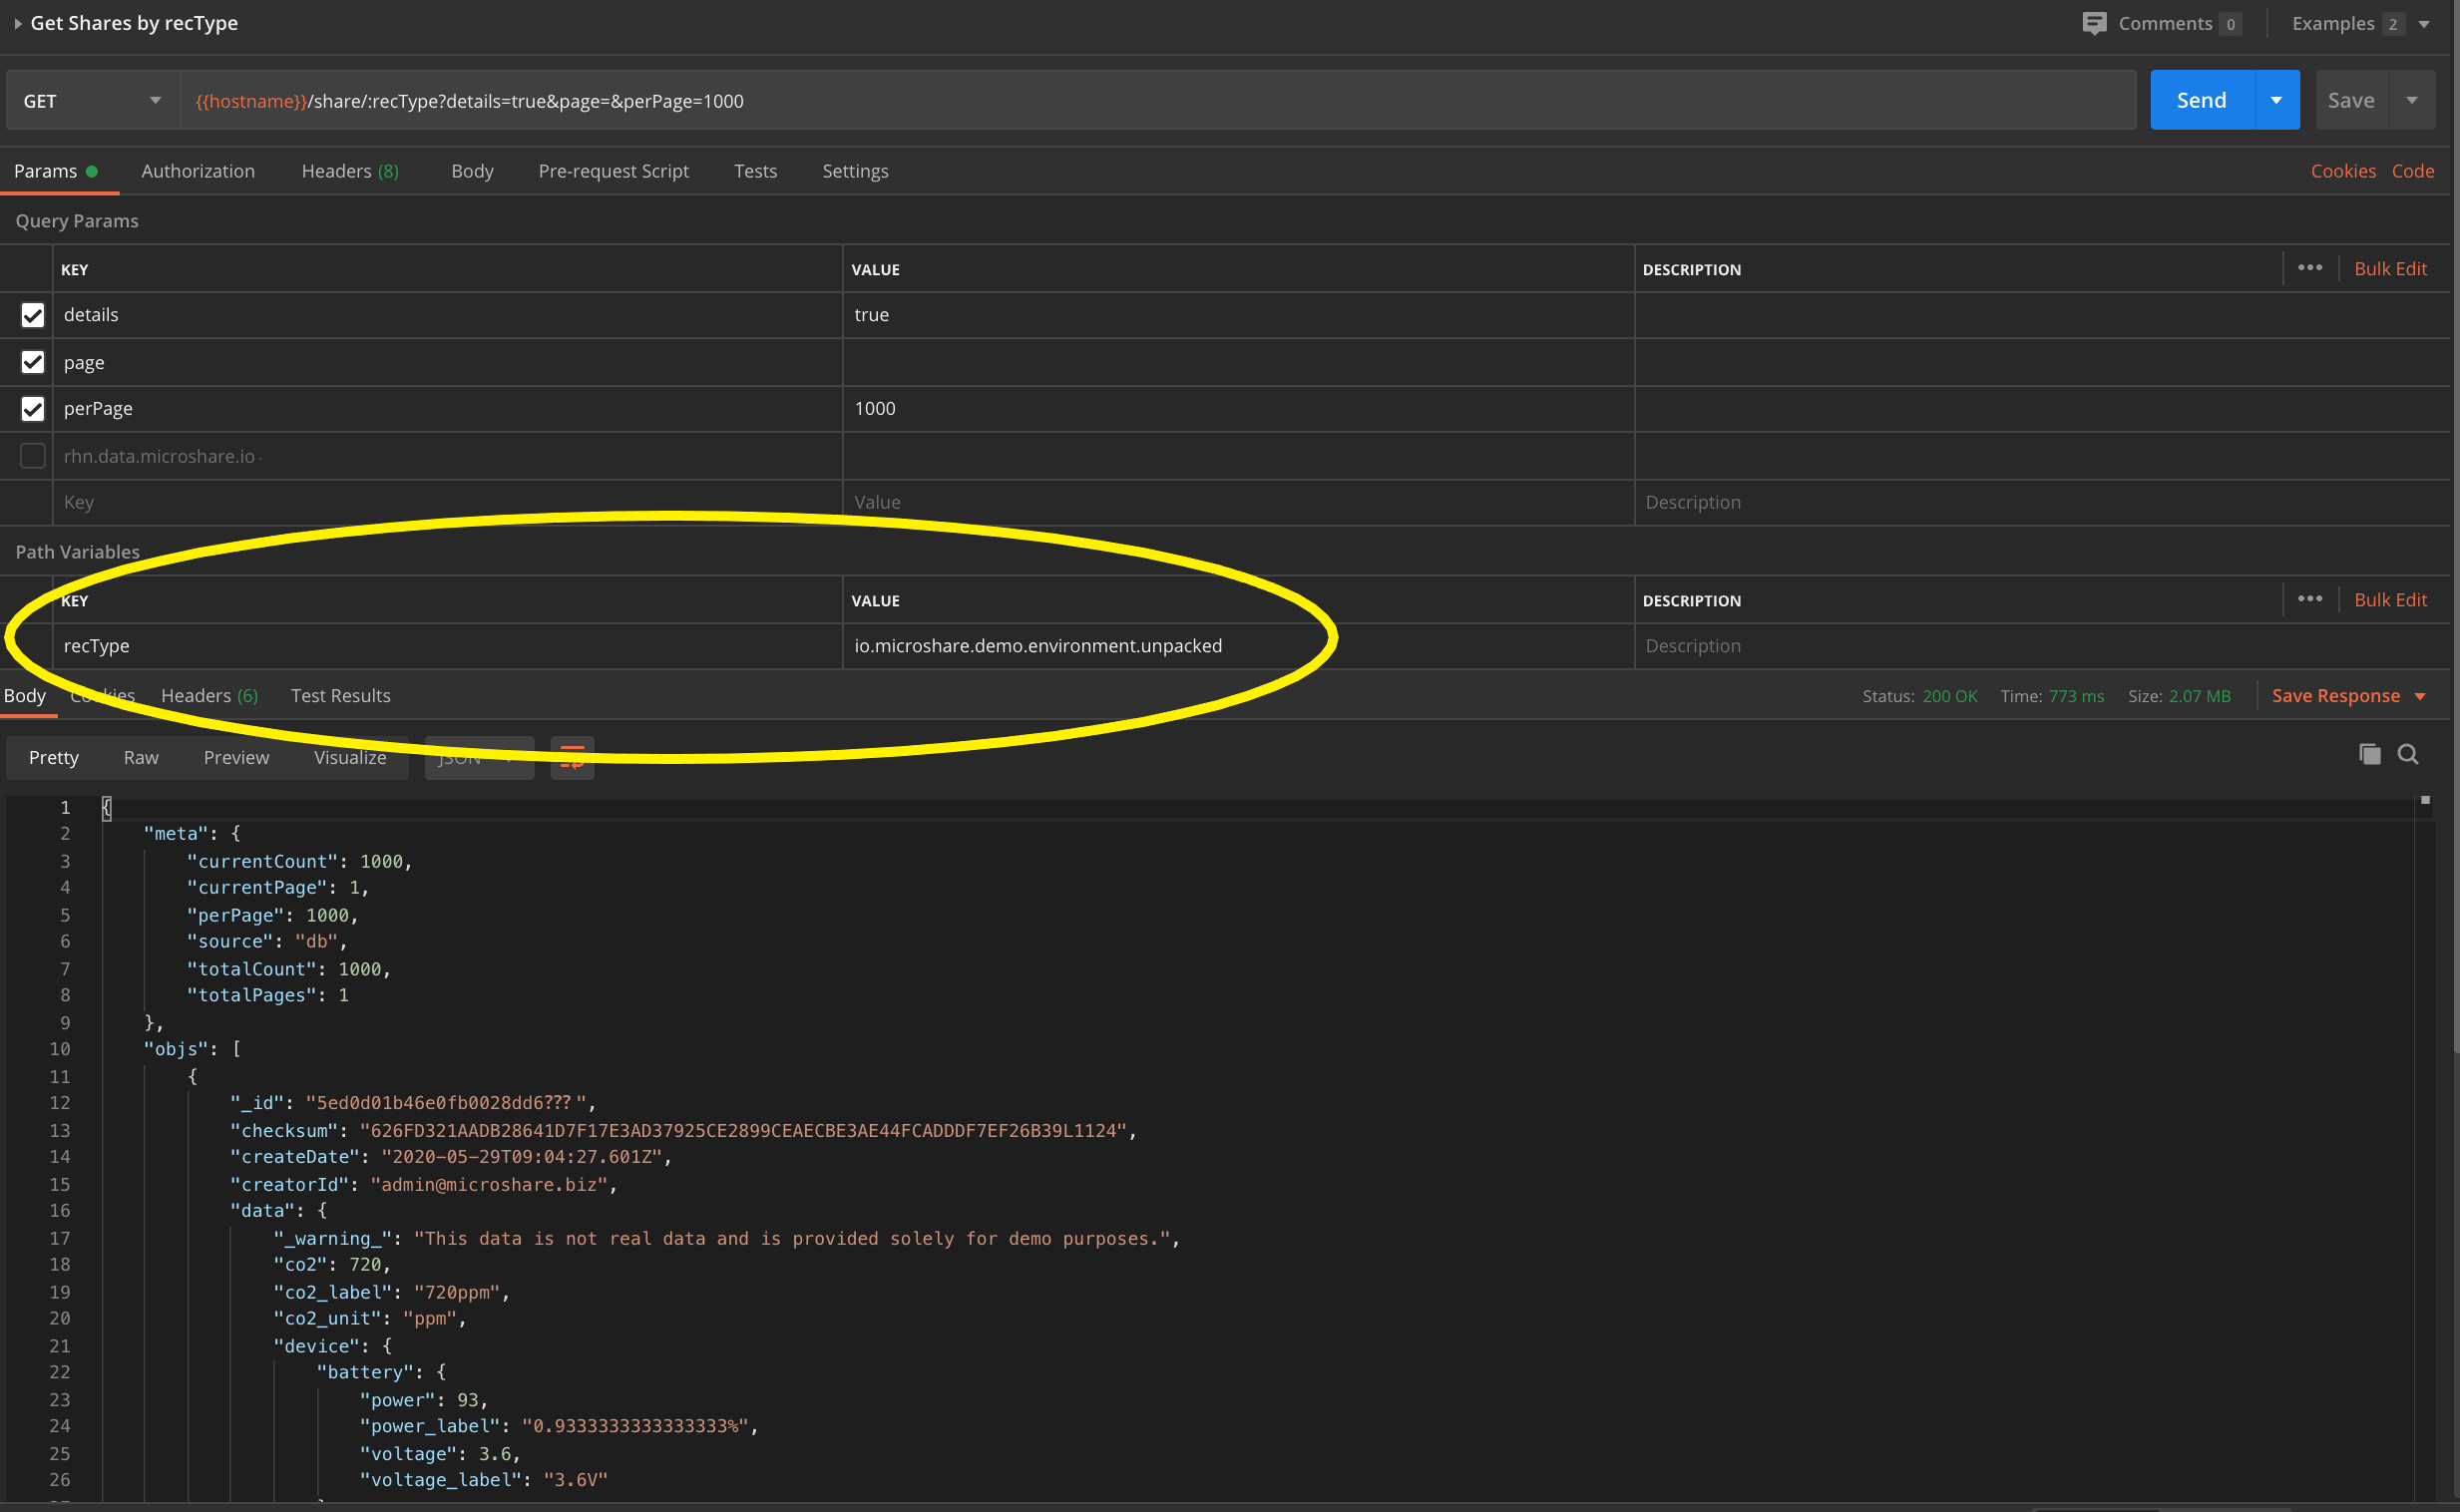 Get Shares by recType Comments 0 Examples 2
GET {{hostname}}/share/:recType?details=true&page=&perPage=1000 Send Save
Params Authorization Headers (8) Body Pre-request Script Tests Settings Cookies Code
Query Params
KEY VALUE DESCRIPTION ••• Bulk Edit
details true
page
perPage 1000
rhn.data.microshare.io
Key Value Description
Path Variables
KEY VALUE DESCRIPTION ••• Bulk Edit
recType io.microshare.demo.environment.unpacked Description
Body Cookies Headers (6) Test Results Status: 200 OK Time: 773 ms Size: 2.07 MB Save Response
Pretty Raw Preview Visualize JSON
1 {
2 "meta": {
3 "currentCount": 1000,
4 "currentPage": 1,
5 "perPage": 1000,
6 "source": "db",
7 "totalCount": 1000,
8 "totalPages": 1
9 },
10 "objs": [
11 {
12 "_id": "5ed0d01b46e0fb0028dd6???",
13 "checksum": "626FD321AADB28641D7F17E3AD37925CE2899CEAECBE3AE44FCADDDF7EF26B39L1124",
14 "createDate": "2020-05-29T09:04:27.601Z",
15 "creatorId": "admin@microshare.biz",
16 "data": {
17 "_warning_": "This data is not real data and is provided solely for demo purposes.",
18 "co2": 720,
19 "co2_label": "720ppm",
20 "co2_unit": "ppm",
21 "device": {
22 "battery": {
23 "power": 93,
24 "power_label": "0.9333333333333333%",
25 "voltage": 3.6,
26 "voltage_label": "3.6V"